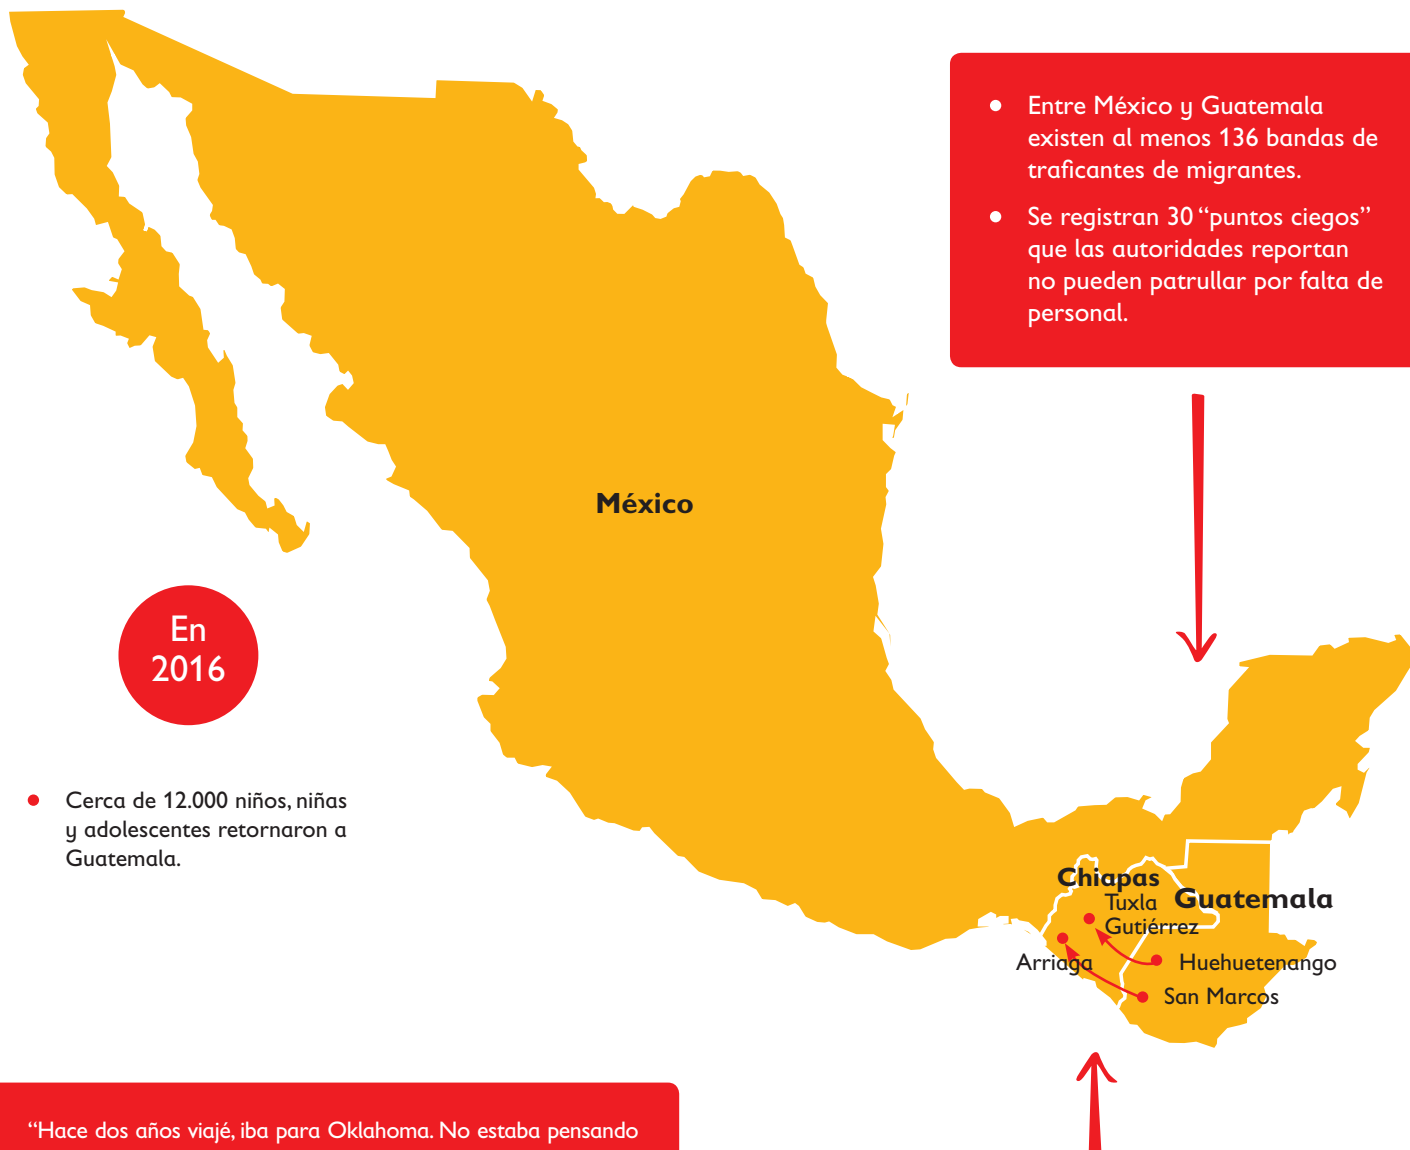 • Entre México y Guatemala
existen al menos 136 bandas de
traficantes de migrantes.
• Se registran 30 “puntos ciegos”
que las autoridades reportan
no pueden patrullar por falta de
personal.
México
En
2016
• Cerca de 12.000 niños, niñas
y adolescentes retornaron a
Guatemala.
Chiapas
Tuxla
Gutiérrez
Guatemala
Arriaga
Huehuetenango
San Marcos
“Hace dos años viajé, iba para Oklahoma. No estaba pensando